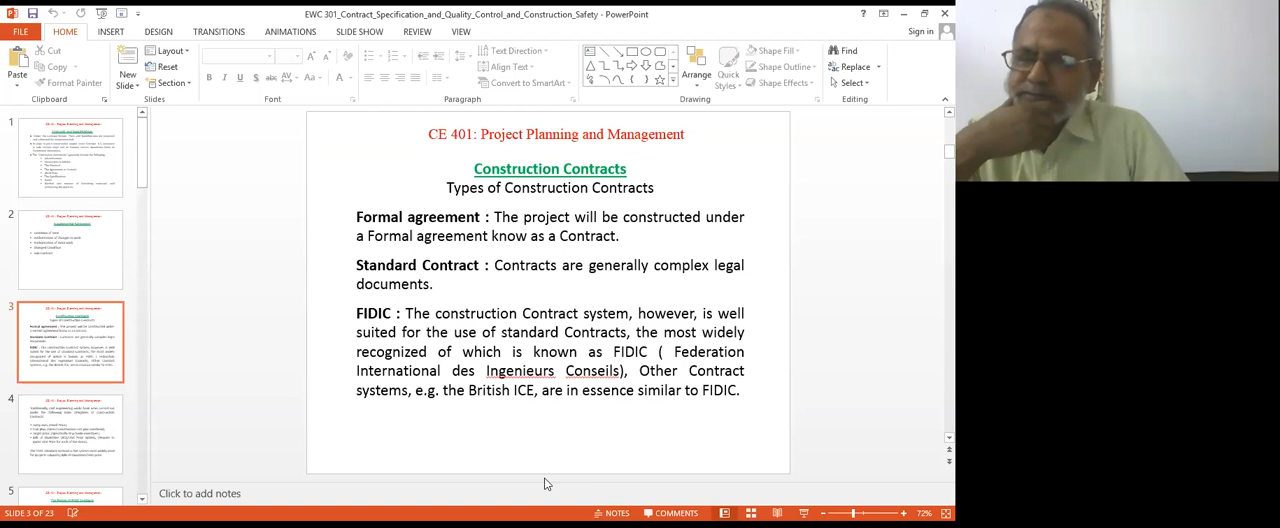 EWC 301_Contract_Specification_and_Quality_Control_and_Construction_Safety - PowerPoint
FILE HOME INSERT DESIGN TRANSITIONS ANIMATIONS SLIDE SHOW REVIEW VIEW Sign in
Cut
Copy
Format Painter
Paste
Clipboard
New
Slide
Layout
Reset
Section
Slides
B I U S abc AV Aa A
Font
Text Direction
Align Text
Convert to SmartArt
Paragraph
Arrange
Quick
Styles
Shape Fill
Shape Outline
Shape Effects
Drawing
Find
Replace
Select
Editing
1
2
3
4
5
CE 401: Project Planning and Management
Construction Contracts
Types of Construction Contracts
Formal agreement : The project will be constructed under
a Formal agreement know as a Contract.
Standard Contract : Contracts are generally complex legal
documents.
FIDIC : The construction Contract system, however, is well
suited for the use of standard Contracts, the most widely
recognized of which is known as FIDIC ( Federation
International des Ingenieurs Conseils), Other Contract
systems, e.g. the British ICE, are in essence similar to FIDIC.
Click to add notes
SLIDE 3 OF 23 NOTES COMMENTS 72%